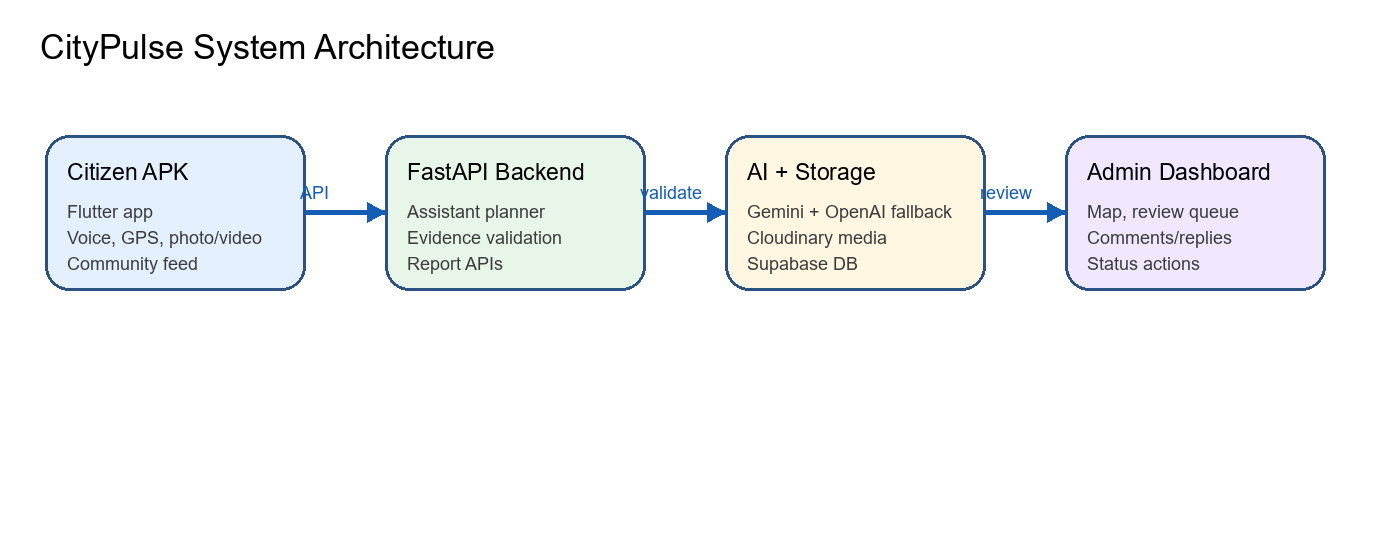 CityPulse System Architecture
Citizen APK
Flutter app
Voice, GPS, photo/video
Community feed
API
FastAPI Backend
Assistant planner
Evidence validation
Report APIs
validate
AI + Storage
Gemini + OpenAI fallback
Cloudinary media
Supabase DB
review
Admin Dashboard
Map, review queue
Comments/replies
Status actions